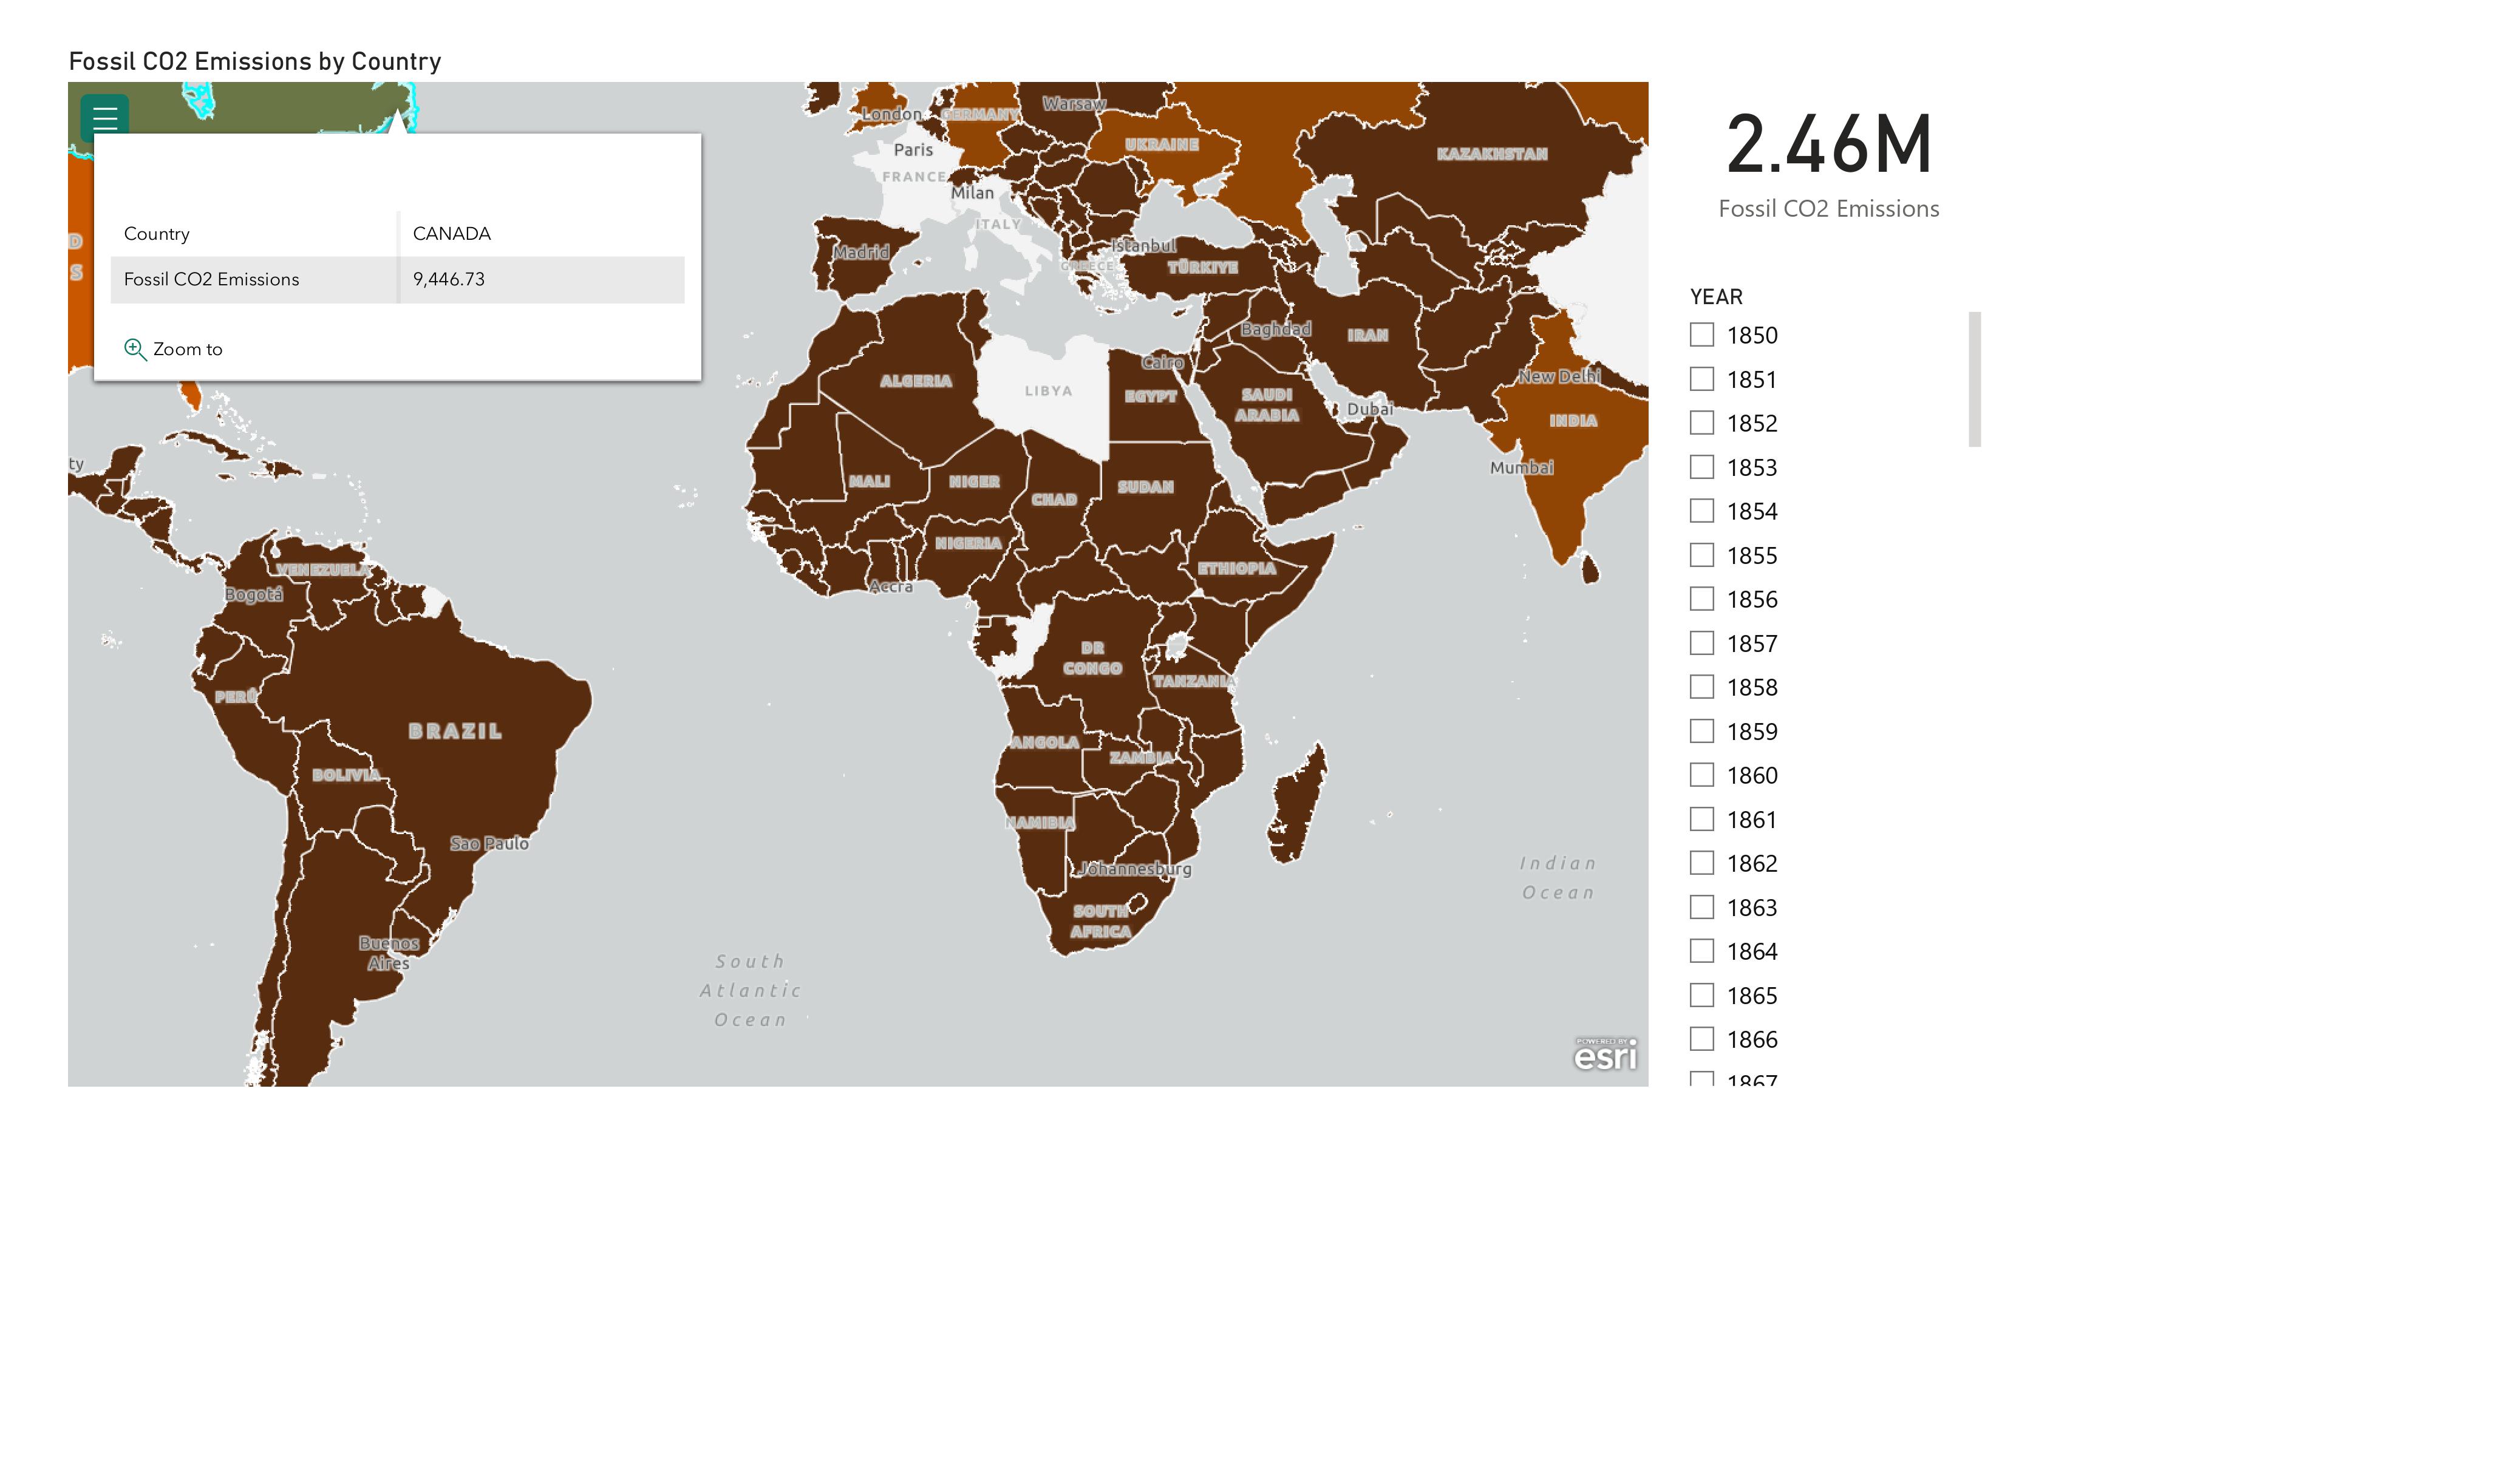 Fossil CO2 Emissions by Country
London
GERMANY
Warsaw
UKRAINE
KAZAKHSTAN
Paris
FRANCE
Milan
ITALY
Istanbul
GREECE
TÜRKIYE
Madrid
D
S
Country CANADA
Fossil CO2 Emissions 9,446.73
Zoom to
Baghdad
IRAN
Cairo
ALGERIA
LIBYA
EGYPT
SAUDI
ARABIA
Dubai
New Delhi
INDIA
Mumbai
ty
MALI
NIGER
CHAD
SUDAN
NIGERIA
ETHIOPIA
Accra
VENEZUELA
Bogotá
DR
CONGO
TANZANIA
PERÚ
BRAZIL
BOLIVIA
ANGOLA
ZAMBIA
NAMIBIA
Sao Paulo
Johannesburg
SOUTH
AFRICA
Buenos
Aires
South
Atlantic
Ocean
Indian
Ocean
POWERED BY
esri
2.46M
Fossil CO2 Emissions
YEAR
1850
1851
1852
1853
1854
1855
1856
1857
1858
1859
1860
1861
1862
1863
1864
1865
1866
1867